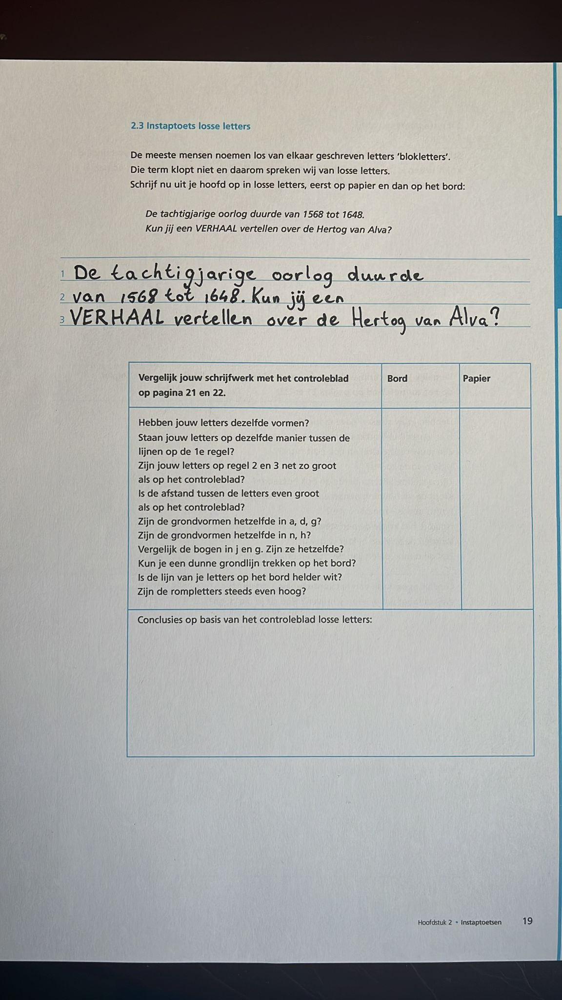 2.3 Instaptoets losse letters
De meeste mensen noemen los van elkaar geschreven letters ‘blokletters’.
Die term klopt niet en daarom spreken wij van losse letters.
Schrijf nu uit je hoofd op in losse letters, eerst op papier en dan op het bord:
De tachtigjarige oorlog duurde van 1568 tot 1648.
Kun jij een VERHAAL vertellen over de Hertog van Alva?
1 De tachtigjarige oorlog duurde
2 van 1568 tot 1648. Kun jij een
3 VERHAAL vertellen over de Hertog van Alva?
Vergelijk jouw schrijfwerk met het controleblad
op pagina 21 en 22.
Bord
Papier
Hebben jouw letters dezelfde vormen?
Staan jouw letters op dezelfde manier tussen de
lijnen op de 1e regel?
Zijn jouw letters op regel 2 en 3 net zo groot
als op het controleblad?
Is de afstand tussen de letters even groot
als op het controleblad?
Zijn de grondvormen hetzelfde in a, d, g?
Zijn de grondvormen hetzelfde in n, h?
Vergelijk de bogen in j en g. Zijn ze hetzelfde?
Kun je een dunne grondlijn trekken op het bord?
Is de lijn van je letters op het bord helder wit?
Zijn de rompletters steeds even hoog?
Conclusies op basis van het controleblad losse letters:
Hoofdstuk 2 • Instaptoetsen 19